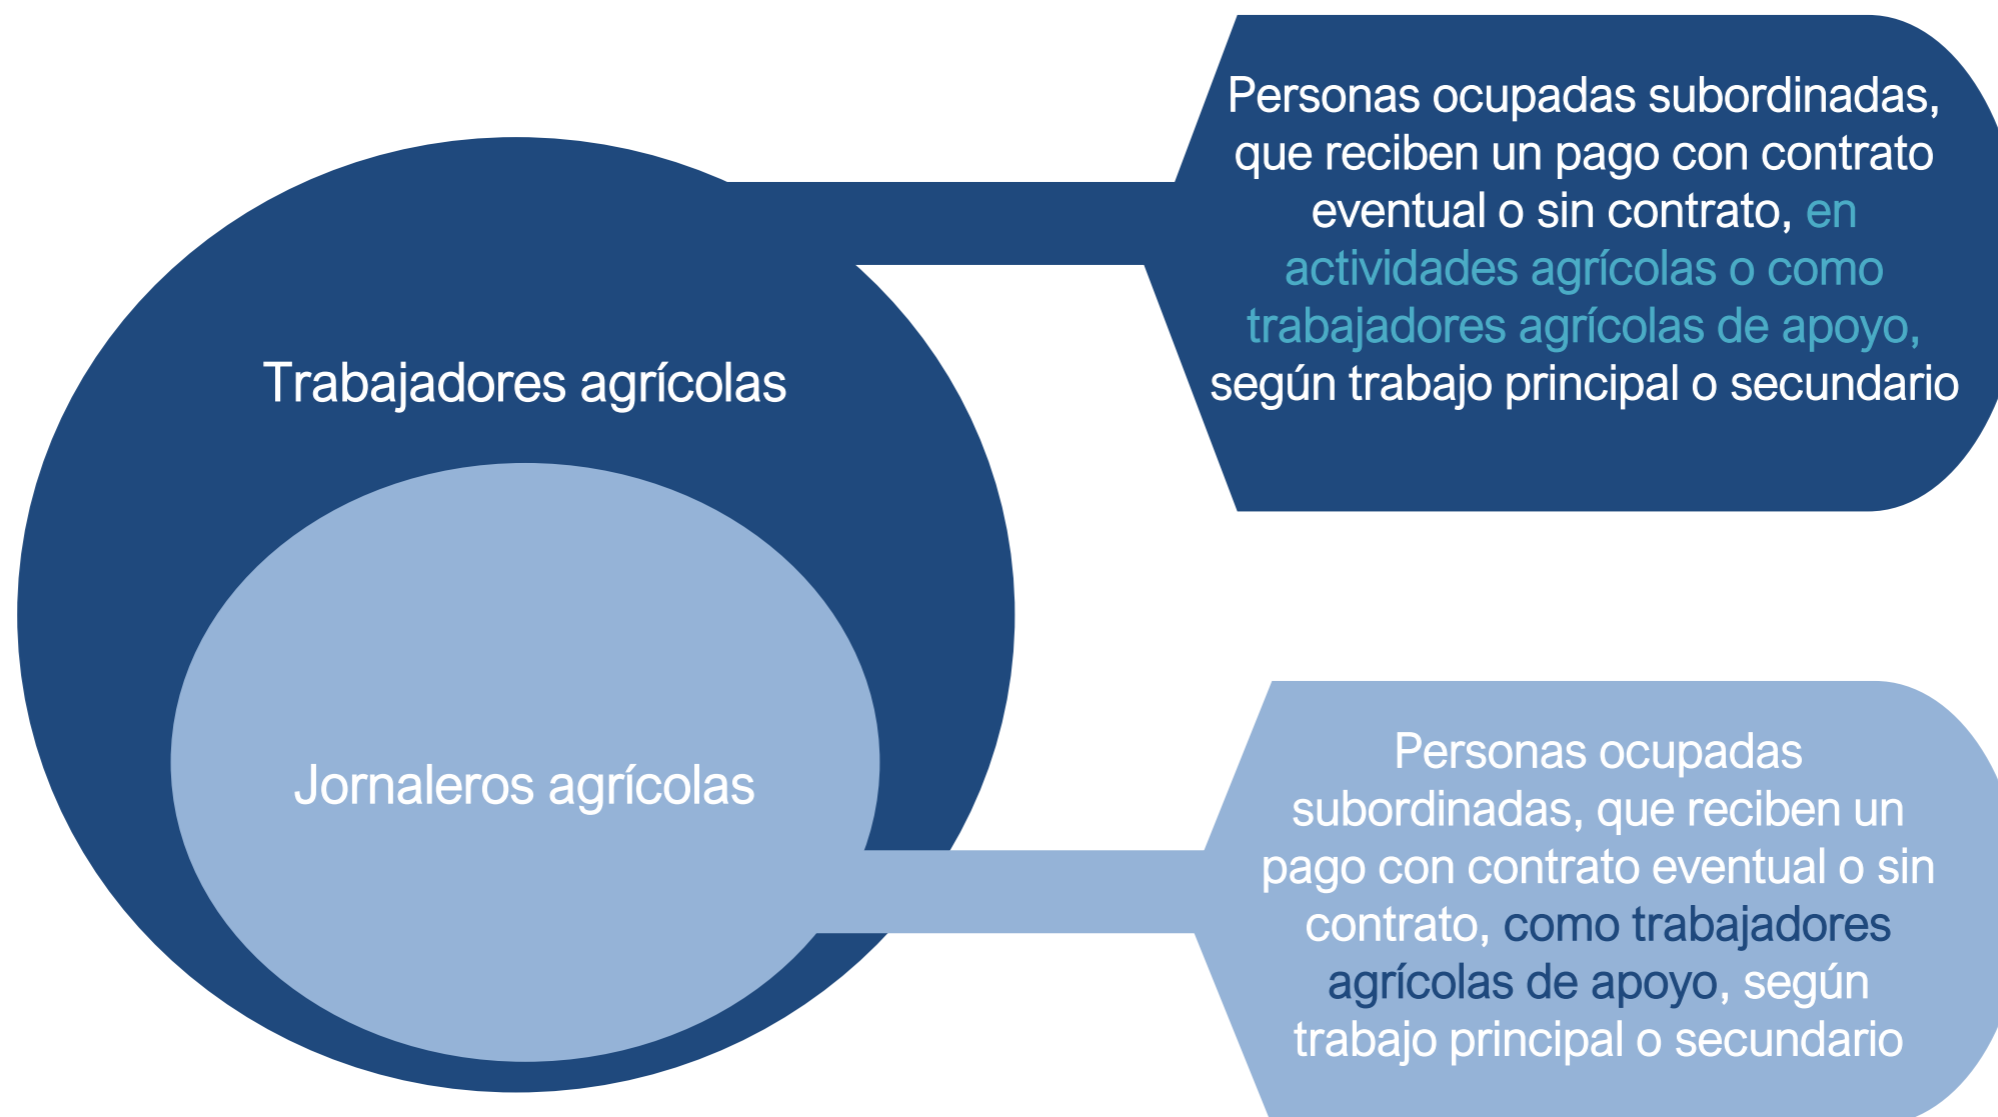 Personas ocupadas subordinadas,
que reciben un pago con contrato
eventual o sin contrato, en
actividades agrícolas o como
trabajadores agrícolas de apoyo,
según trabajo principal o secundario
Trabajadores agrícolas
Jornaleros agrícolas
Personas ocupadas
subordinadas, que reciben un
pago con contrato eventual o sin
contrato, como trabajadores
agrícolas de apoyo, según
trabajo principal o secundario